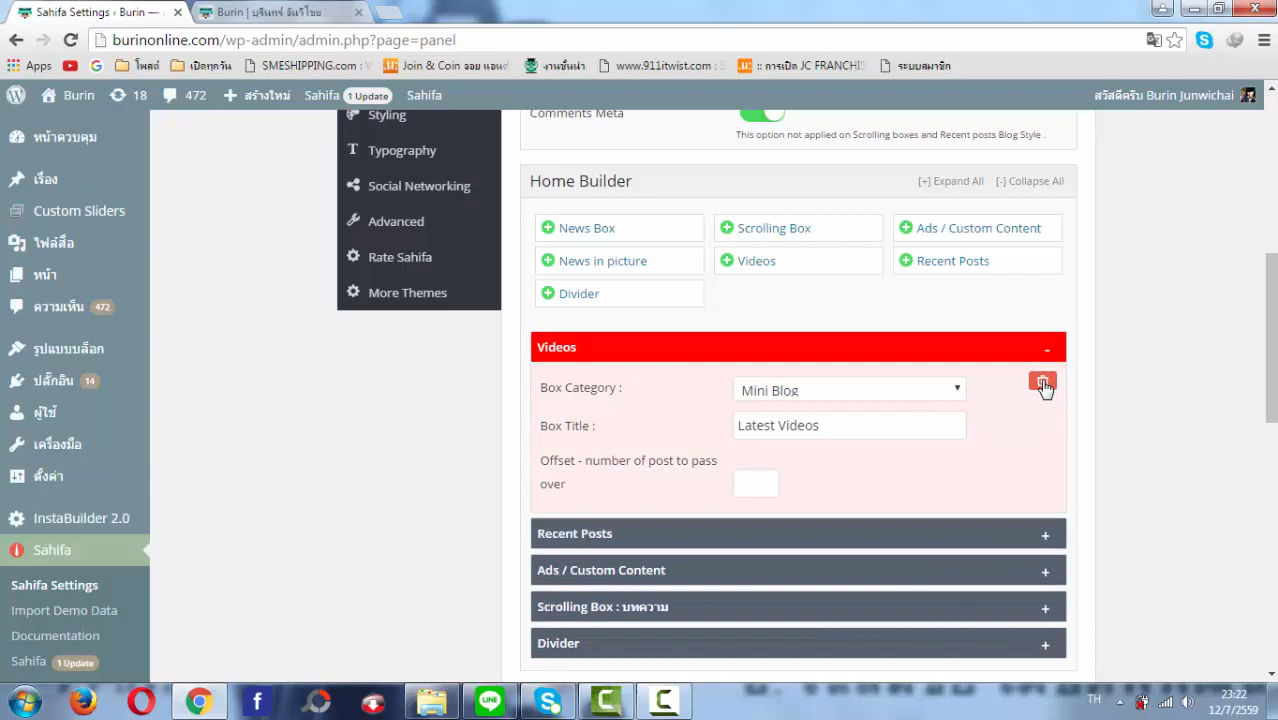 Sahifa Settings ‹ Burin —
Burin | บุรินทร์ จันวิไชย
burinonline.com/wp-admin/admin.php?page=panel
Apps
โพสต์
เปิดทุกวัน
SMESHIPPING.com : V
Join & Coin จอย แอนด์
งานขั้นนำ
www.911itwist.com : S
:: การเปิด JC FRANCHIS
ระบบสมาชิก
Burin
18
472
สร้างใหม่
Sahifa 1 Update
Sahifa
สวัสดีครับ Burin Junwichai
หน้าควบคุม
เรื่อง
Custom Sliders
ไฟล์สื่อ
หน้า
ความเห็น 472
รูปแบบบล็อก
ปลั๊กอิน 14
ผู้ใช้
เครื่องมือ
ตั้งค่า
InstaBuilder 2.0
Sahifa
Sahifa Settings
Import Demo Data
Documentation
Sahifa 1 Update
Styling
Typography
Social Networking
Advanced
Rate Sahifa
More Themes
Comments Meta
This option not applied on Scrolling boxes and Recent posts Blog Style .
Home Builder
[+] Expand All
[-] Collapse All
News Box
Scrolling Box
Ads / Custom Content
News in picture
Videos
Recent Posts
Divider
Videos
-
Box Category :
Mini Blog
Box Title :
Latest Videos
Offset - number of post to pass
over
Recent Posts
+
Ads / Custom Content
+
Scrolling Box : บทความ
+
Divider
+
TH
23:22
12/7/2559